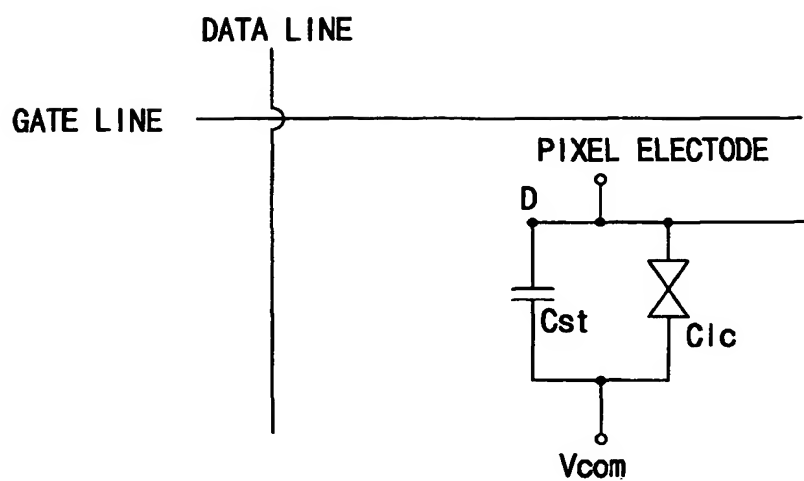 DATA LINE
GATE LINE
PIXEL ELECTODE
D
Cst
Clc
Vcom